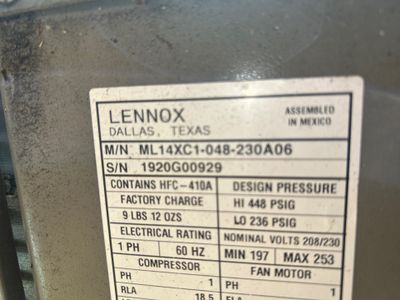 LENNOX
DALLAS, TEXAS
ASSEMBLED
IN MEXICO
M/N ML14XC1-048-230A06
S/N 1920G00929
CONTAINS HFC-410A
DESIGN PRESSURE
FACTORY CHARGE
HI 448 PSIG
9 LBS 12 OZS
LO 236 PSIG
ELECTRICAL RATING
NOMINAL VOLTS 208/230
1 PH 60 HZ
MIN 197 MAX 253
COMPRESSOR
FAN MOTOR
PH 1
PH 1
RLA 18.5